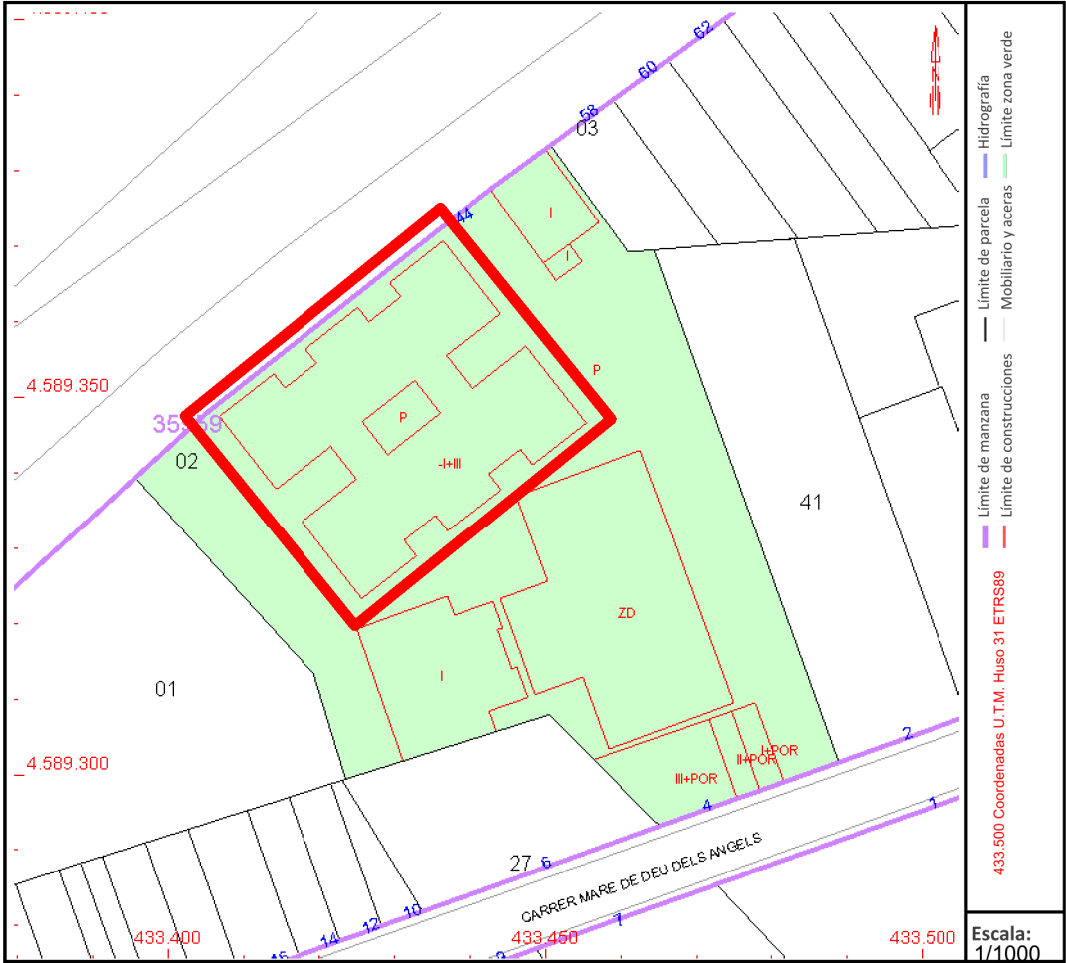 62
60
58
03
44
I
I
4.589.350
P
P
02
-I+III
41
ZD
01
I
2
4.589.300
I+POR
II+POR
III+POR
4
1
27
6
CARRER MARE DE DEU DELS ANGELS
10
12
14
7
433.400
433.450
433.500
Límite de manzana
Límite de parcela
Hidrografía
Límite de construcciones
Mobiliario y aceras
Límite zona verde
433.500 Coordenadas U.T.M. Huso 31 ETRS89
Escala:
1/1000